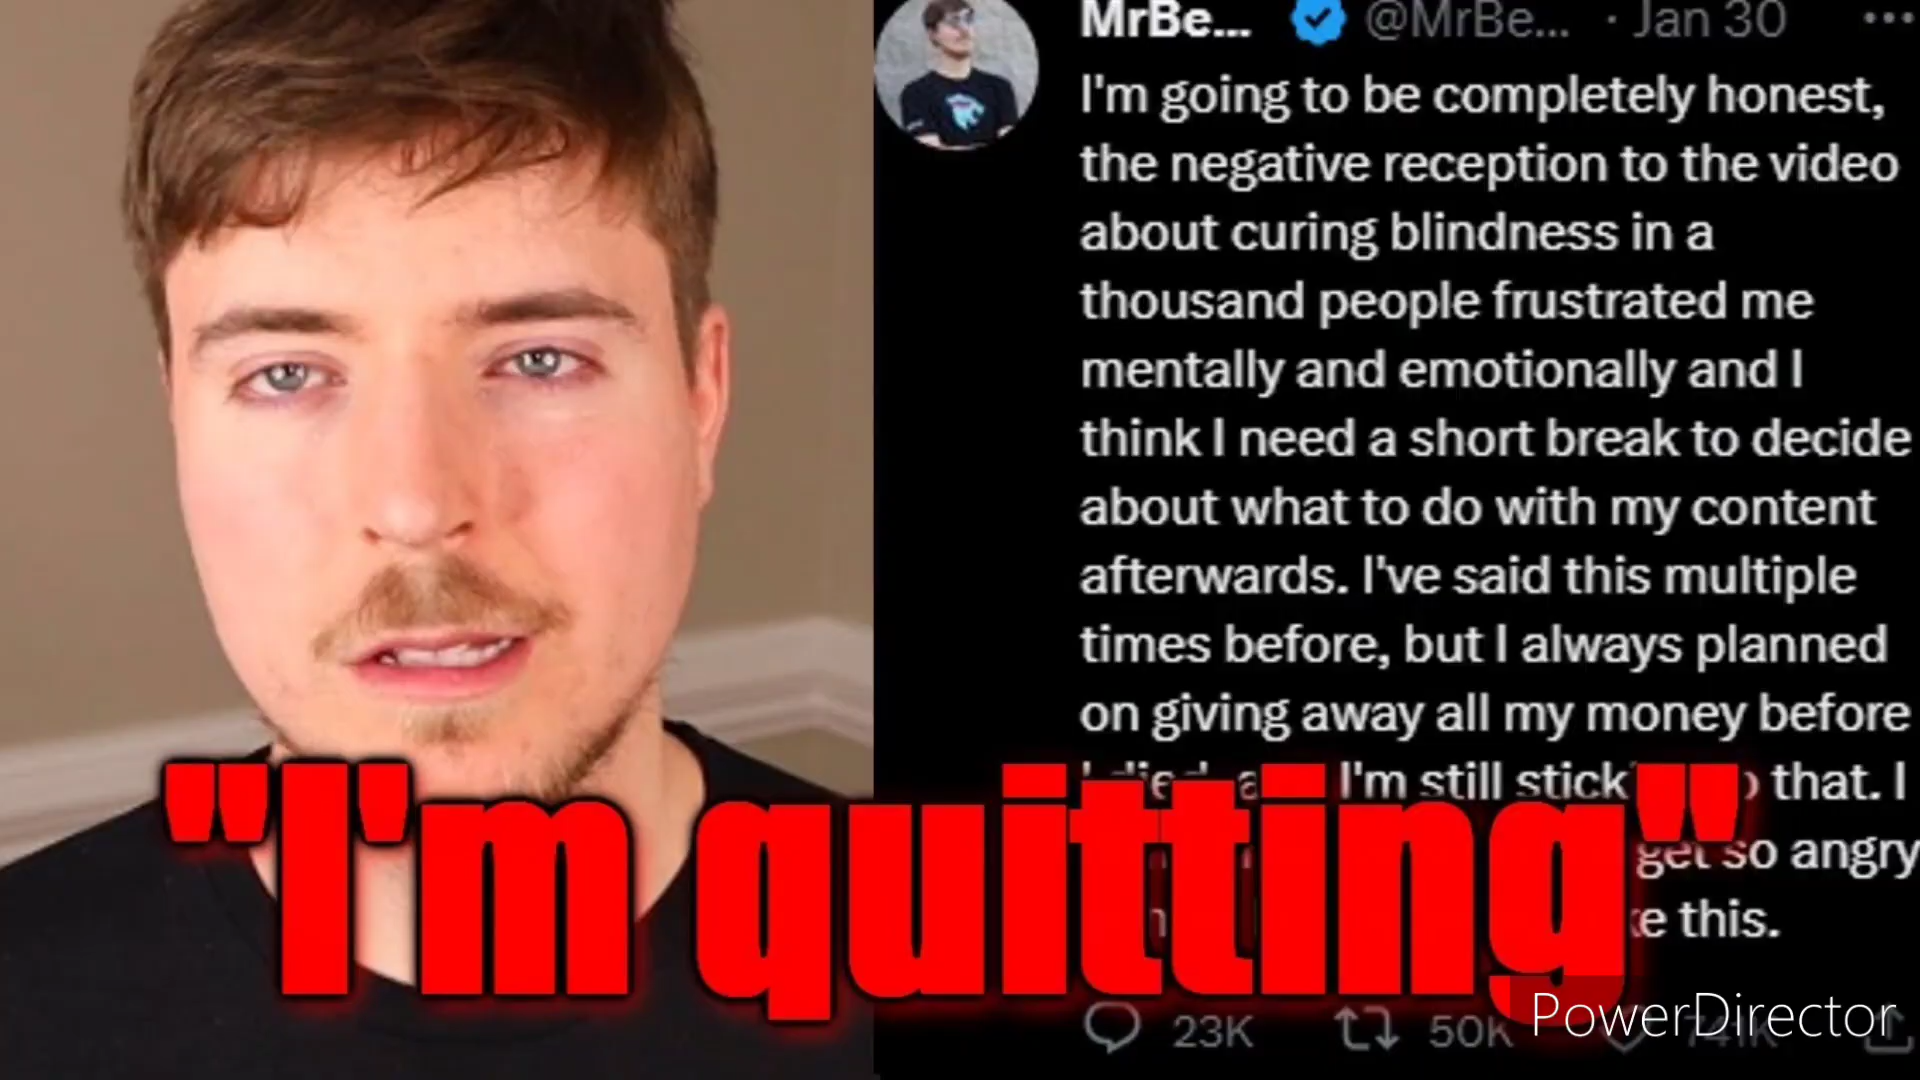 MrBe... @MrBe... · Jan 30
I'm going to be completely honest,
the negative reception to the video
about curing blindness in a
thousand people frustrated me
mentally and emotionally and I
think I need a short break to decide
about what to do with my content
afterwards. I've said this multiple
times before, but I always planned
on giving away all my money before
I'm still that. I
get so angry
this.
"I'm quitting"
23K 50K 741K
PowerDirector